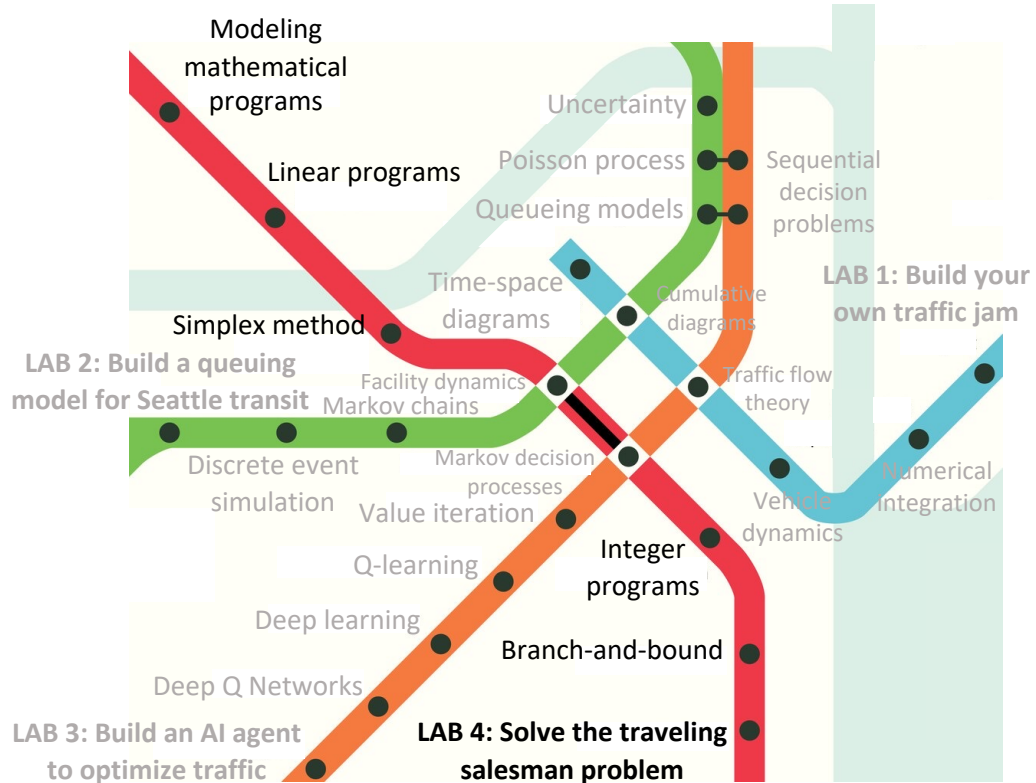 Modeling
mathematical
programs
Linear programs
Simplex method
Uncertainty
Poisson process
Queueing models
Sequential
decision
problems
Time-space
diagrams
Cumulative
diagrams
LAB 1: Build your
own traffic jam
LAB 2: Build a queuing
model for Seattle transit
Facility dynamics
Markov chains
Traffic flow
theory
Discrete event
simulation
Markov decision
processes
Value iteration
Vehicle
dynamics
Numerical
integration
Q-learning
Integer
programs
Deep learning
Branch-and-bound
Deep Q Networks
LAB 3: Build an AI agent
to optimize traffic
LAB 4: Solve the traveling
salesman problem